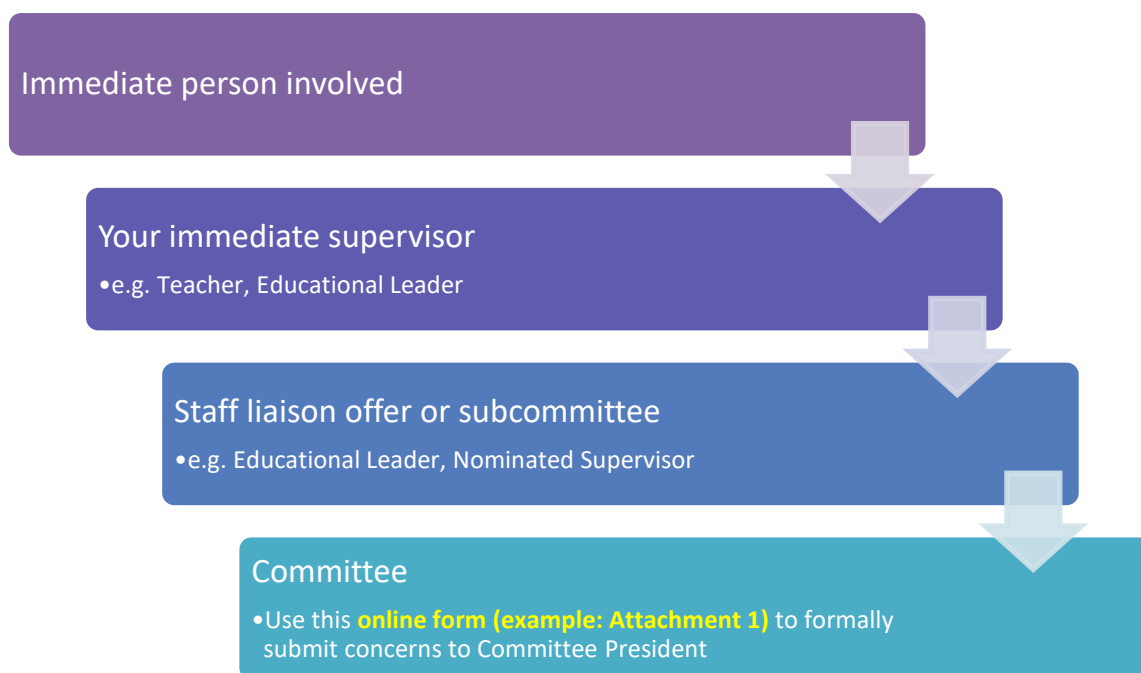 Immediate person involved
Your immediate supervisor
•e.g. Teacher, Educational Leader
Staff liaison offer or subcommittee
•e.g. Educational Leader, Nominated Supervisor
Committee
•Use this online form (example: Attachment 1) to formally
submit concerns to Committee President